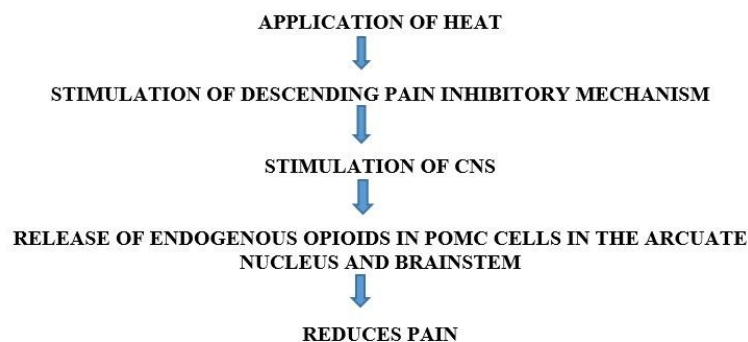 APPLICATION OF HEAT
STIMULATION OF DESCENDING PAIN INHIBITORY MECHANISM
STIMULATION OF CNS
RELEASE OF ENDOGENOUS OPIOIDS IN POMC CELLS IN THE ARCUATE
NUCLEUS AND BRAINSTEM
REDUCES PAIN